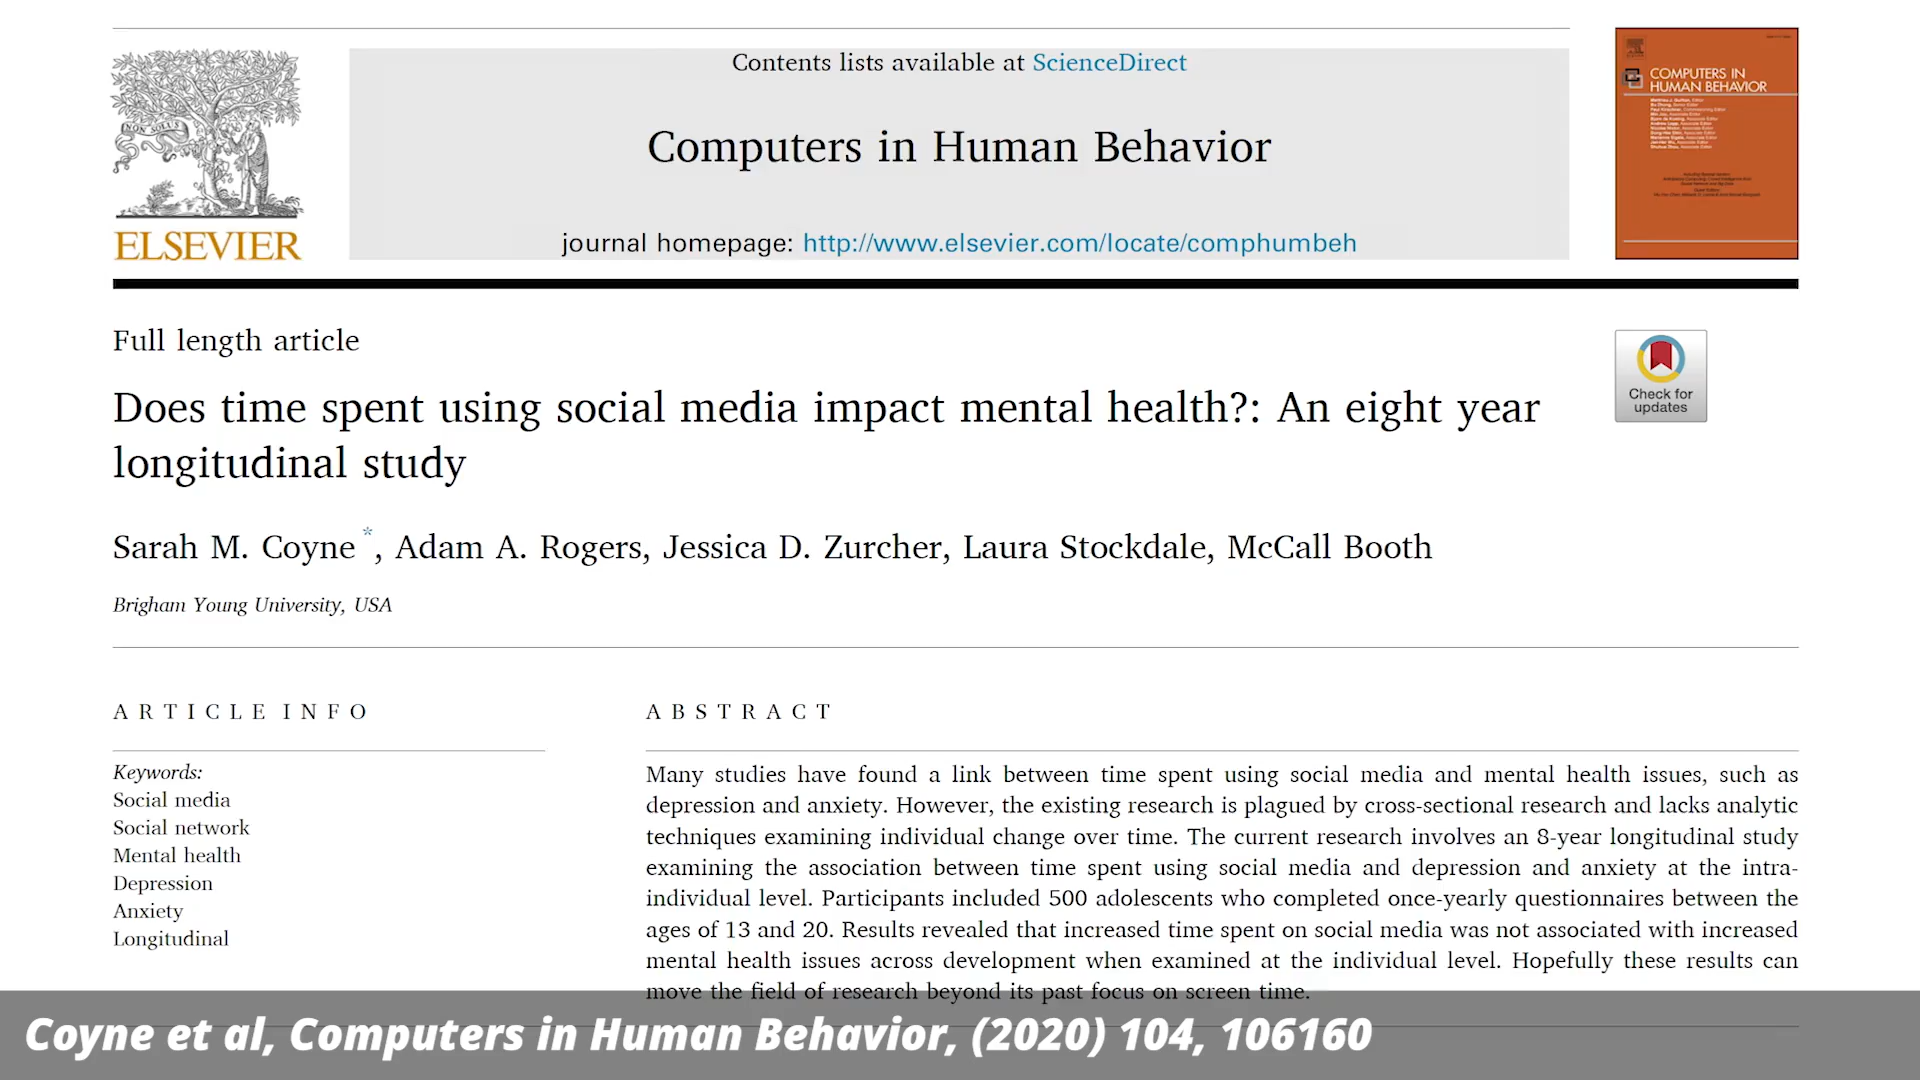 Contents lists available at ScienceDirect
Computers in Human Behavior
journal homepage: http://www.elsevier.com/locate/comphumbeh
NON SOLUS
ELSEVIER
COMPUTERS IN
HUMAN BEHAVIOR
Full length article
Check for
updates
Does time spent using social media impact mental health?: An eight year
longitudinal study
Sarah M. Coyne *, Adam A. Rogers, Jessica D. Zurcher, Laura Stockdale, McCall Booth
Brigham Young University, USA
ARTICLE INFO
Keywords:
Social media
Social network
Mental health
Depression
Anxiety
Longitudinal
ABSTRACT
Many studies have found a link between time spent using social media and mental health issues, such as
depression and anxiety. However, the existing research is plagued by cross-sectional research and lacks analytic
techniques examining individual change over time. The current research involves an 8-year longitudinal study
examining the association between time spent using social media and depression and anxiety at the intra-
individual level. Participants included 500 adolescents who completed once-yearly questionnaires between the
ages of 13 and 20. Results revealed that increased time spent on social media was not associated with increased
mental health issues across development when examined at the individual level. Hopefully these results can
move the field of research beyond its past focus on screen time.
Coyne et al, Computers in Human Behavior, (2020) 104, 106160